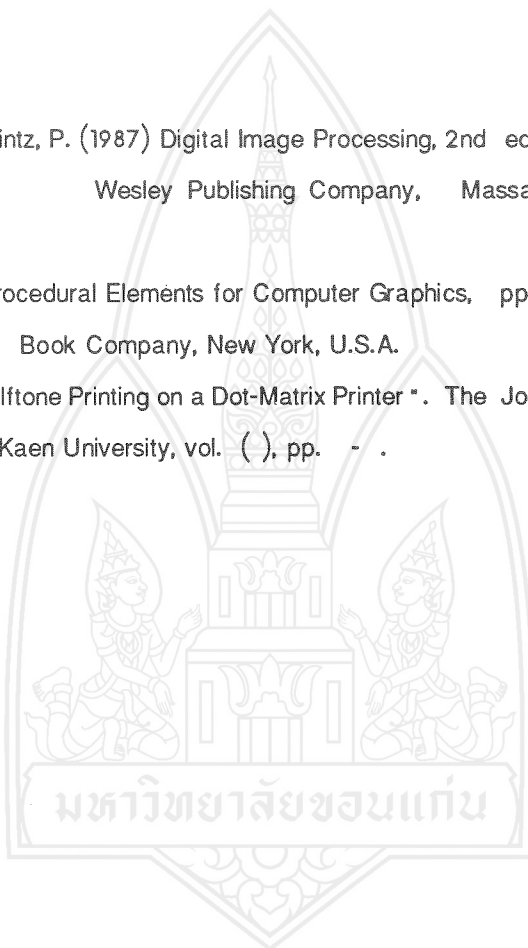 intz, P. (1987) Digital Image Processing, 2nd ed
Wesley Publishing Company, Massa
rocedural Elements for Computer Graphics, pp
Book Company, New York, U.S.A.
lftone Printing on a Dot-Matrix Printer ". The Jo
Kaen University, vol. ( ), pp. - .
มหาวิทยาลัยขอนแก่น